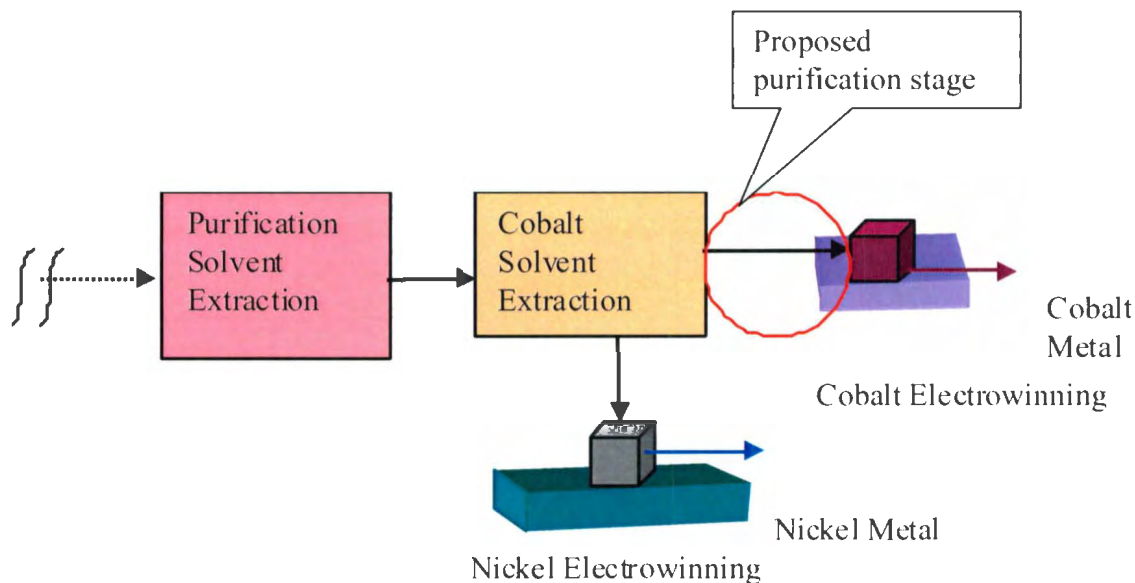 Proposed
purification stage
Purification
Solvent
Extraction
Cobalt
Solvent
Extraction
Cobalt
Metal
Cobalt Electrowinning
Nickel Metal
Nickel Electrowinning